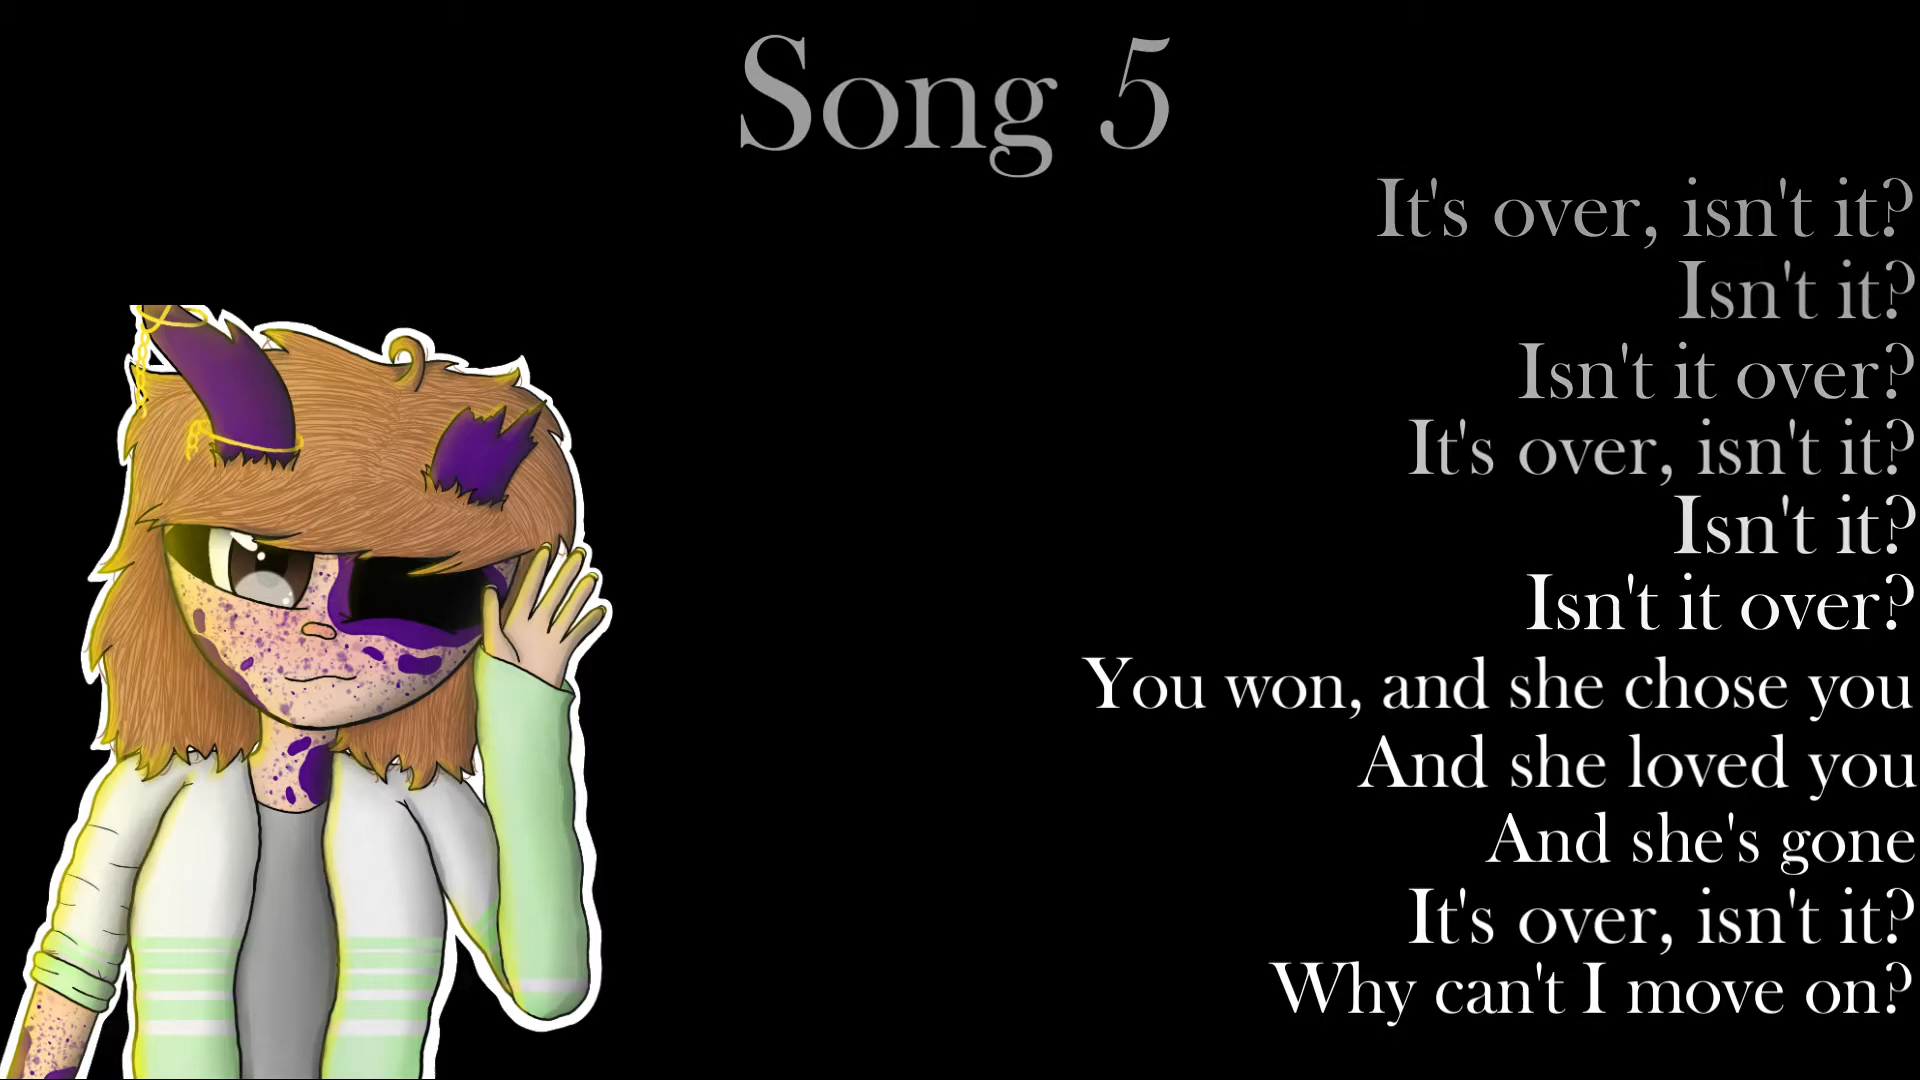 Song 5
It's over, isn't it?
Isn't it?
Isn't it over?
It's over, isn't it?
Isn't it?
Isn't it over?
You won, and she chose you
And she loved you
And she's gone
It's over, isn't it?
Why can't I move on?